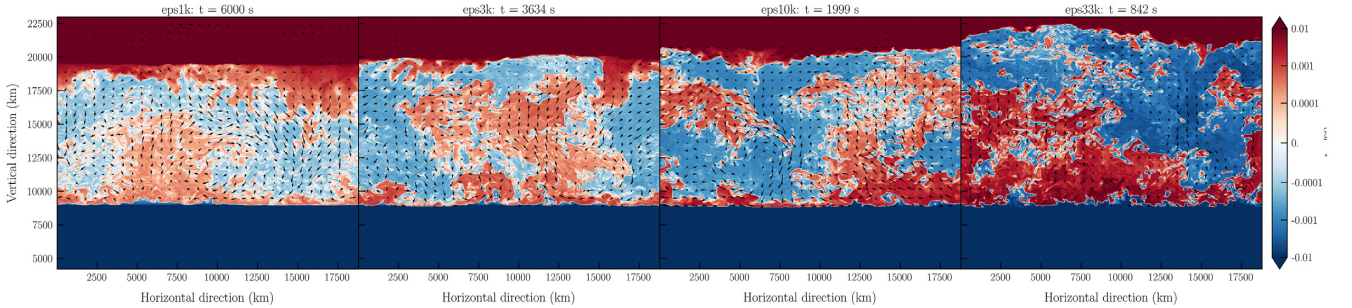 eps1k: t = 6000 s
eps3k: t = 3634 s
eps10k: t = 1999 s
eps33k: t = 842 s
22500
20000
17500
15000
12500
10000
7500
5000
Vertical direction (km)
2500 5000 7500 10000 12500 15000 17500
2500 5000 7500 10000 12500 15000 17500
2500 5000 7500 10000 12500 15000 17500
2500 5000 7500 10000 12500 15000 17500
Horizontal direction (km)
Horizontal direction (km)
Horizontal direction (km)
Horizontal direction (km)
0.01
0.001
0.0001
0.
-0.0001
-0.001
-0.01